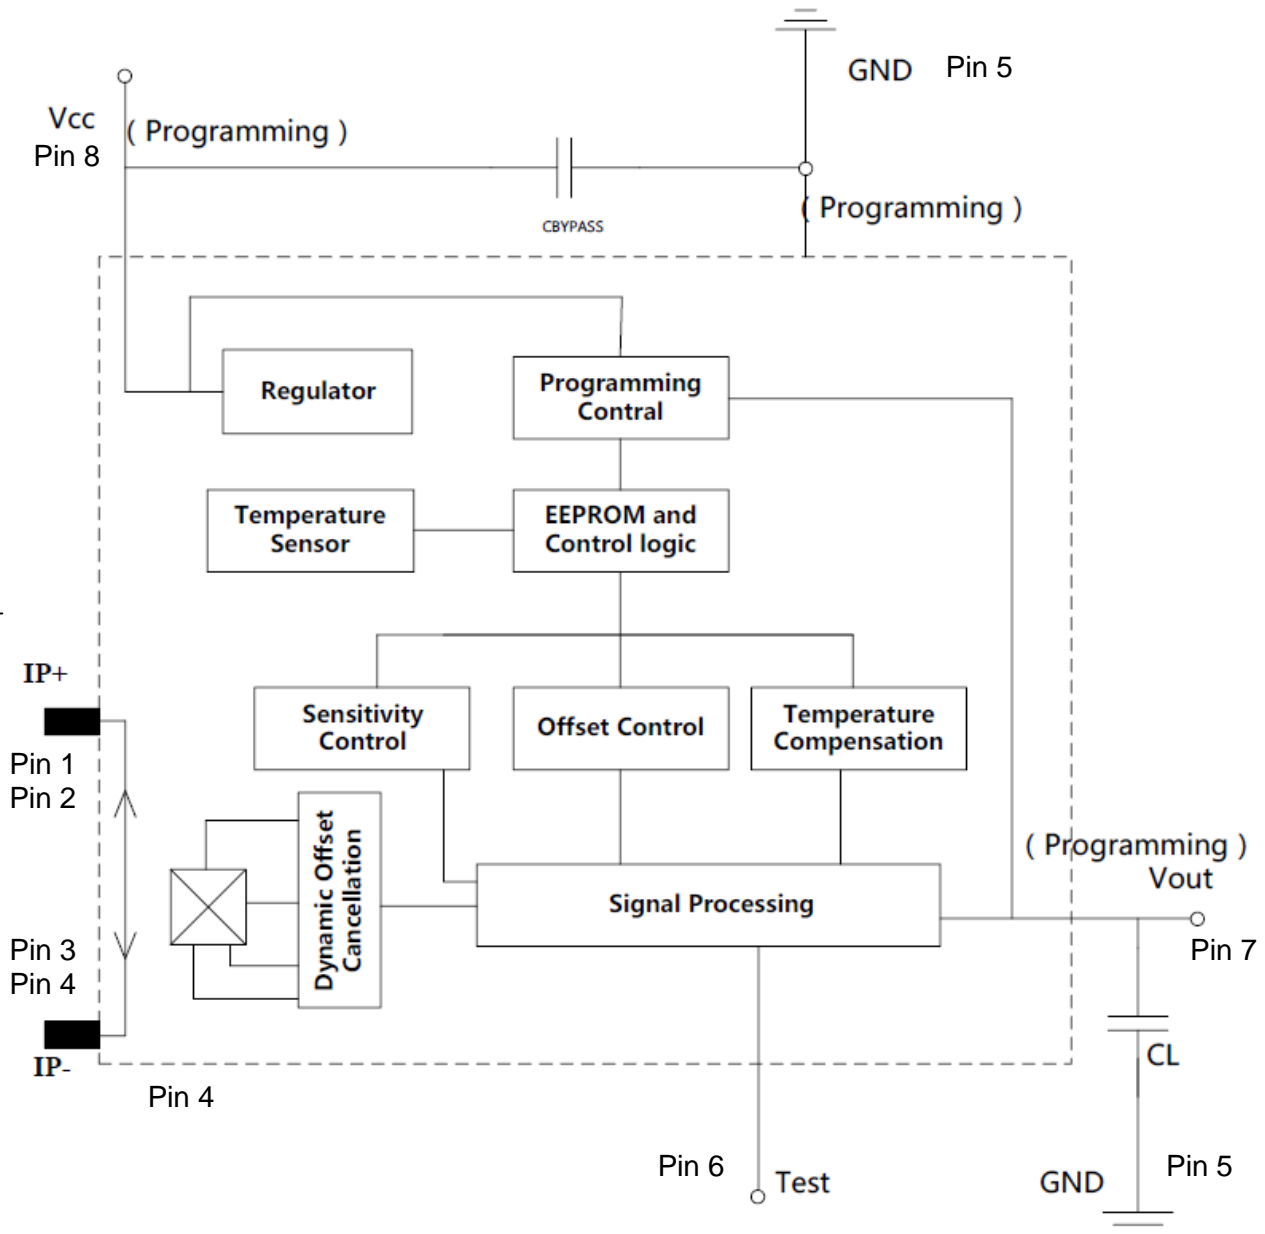 GND Pin 5
Vcc
( Programming )
Pin 8
( Programming )
CBYPASS
Regulator
Programming
Contral
Temperature
Sensor
EEPROM and
Control logic
IP+
Sensitivity
Control
Offset Control
Temperature
Compensation
Pin 1
Pin 2
Dynamic Offset
Cancellation
( Programming )
Vout
Signal Processing
Pin 3
Pin 4
Pin 7
IP-
CL
Pin 4
Pin 6
Test
GND
Pin 5